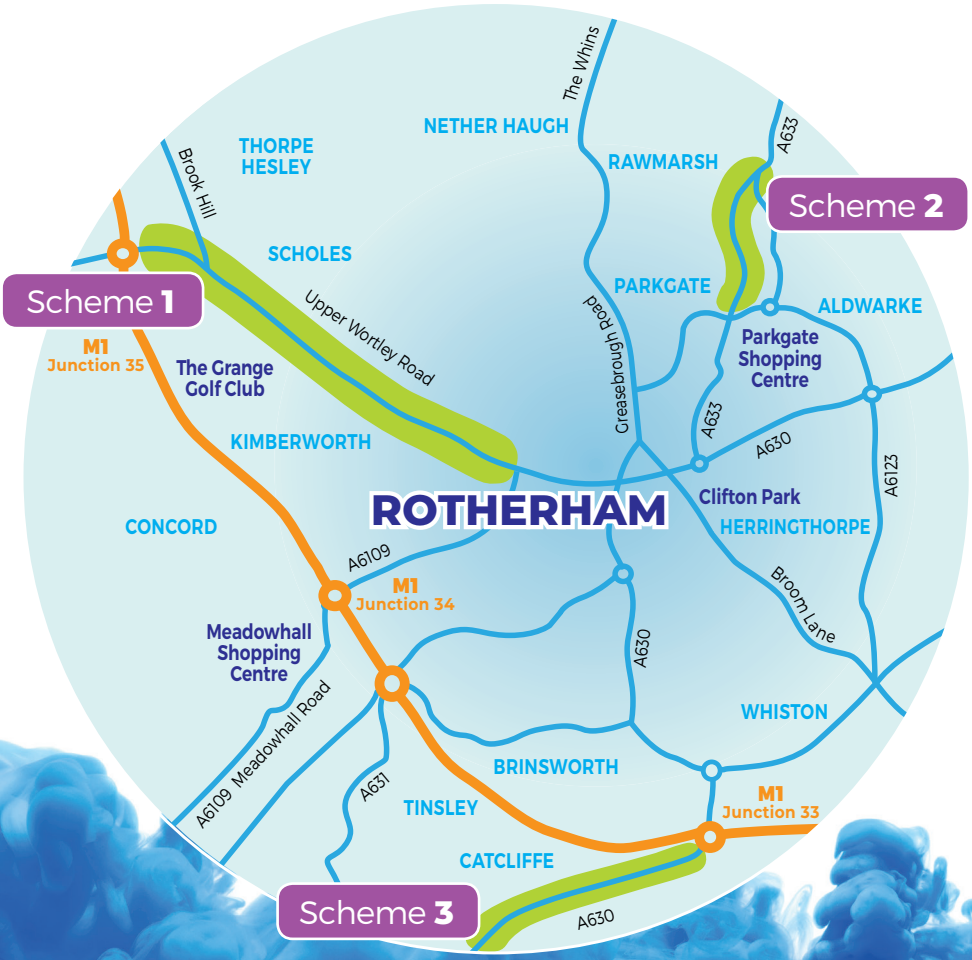 The Whins
NETHER HAUGH
A633
THORPE
HESLEY
Brook Hill
RAWMARSH
Scheme 2
SCHOLES
PARKGATE
Scheme 1
Upper Wortley Road
Greasebrough Road
ALDWARKE
M1
Junction 35
The Grange
Golf Club
Parkgate
Shopping
Centre
A633
KIMBERWORTH
A630
A6123
ROTHERHAM
Clifton Park
CONCORD
HERRINGTHORPE
A6109
M1
Junction 34
Broom Lane
Meadowhall
Shopping
Centre
A630
A6109 Meadowhall Road
WHISTON
BRINSWORTH
A631
TINSLEY
M1
Junction 33
CATCLIFFE
Scheme 3
A630